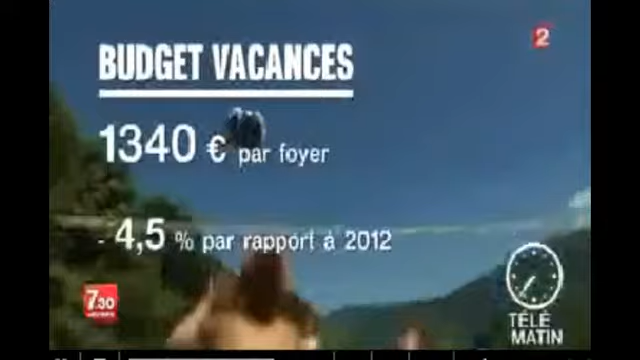 BUDGET VACANCES
2
1340 € par foyer
- 4,5 % par rapport à 2012
7.30
TÉLÉ
MATIN